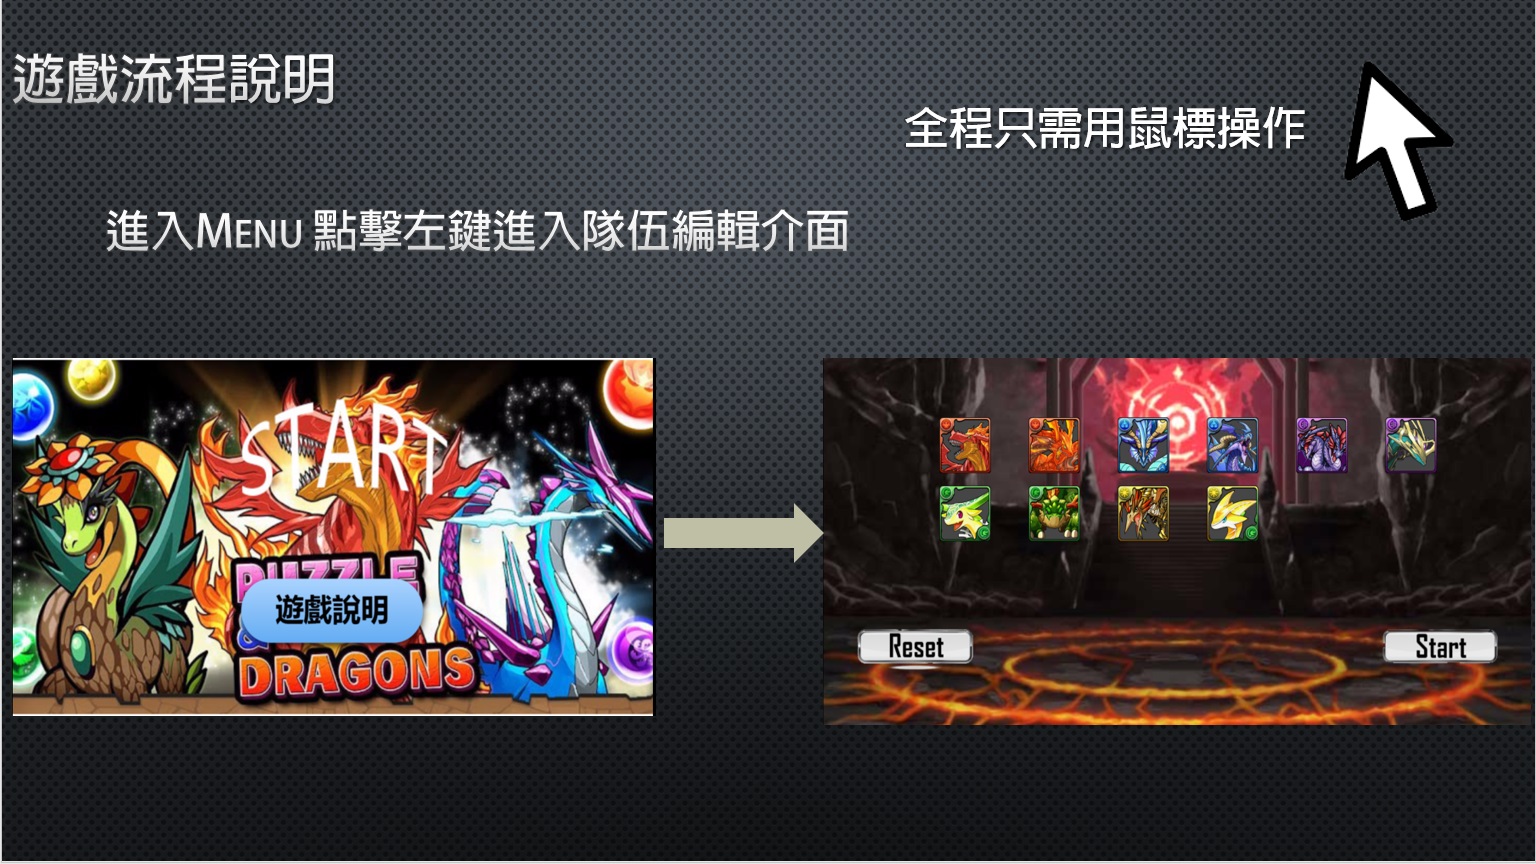 遊戲流程說明
全程只需用鼠標操作
進入MENU 點擊左鍵進入隊伍編輯介面
START
PUZZLE
遊戲說明
&
DRAGONS
Reset
Start